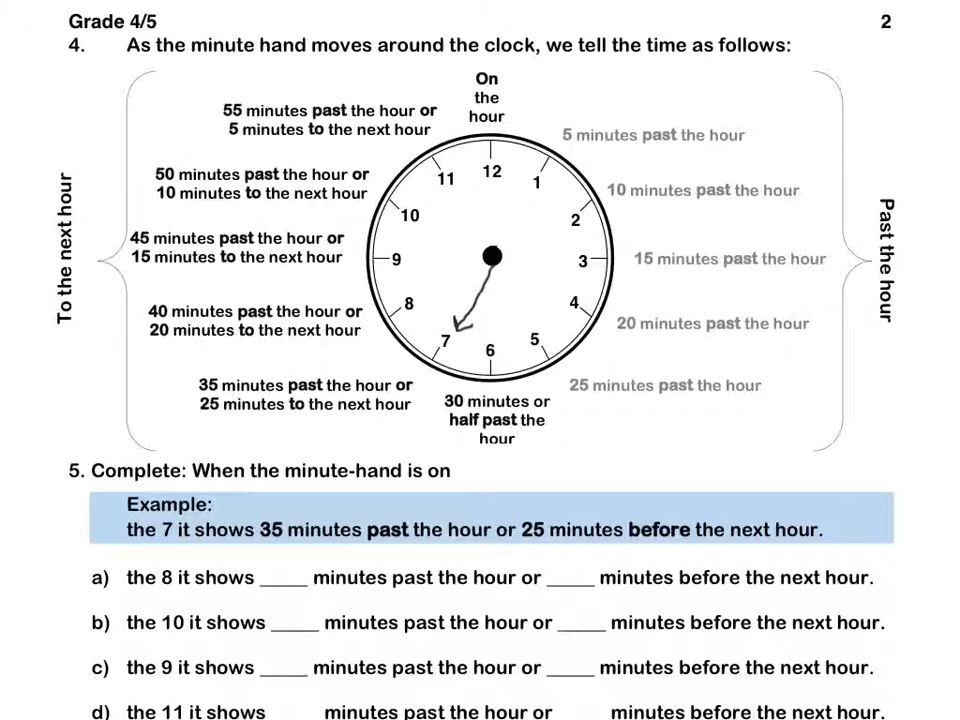 Grade 4/5
2
4. As the minute hand moves around the clock, we tell the time as follows:
On
the
hour
55 minutes past the hour or
5 minutes to the next hour
5 minutes past the hour
50 minutes past the hour or
10 minutes to the next hour
10 minutes past the hour
45 minutes past the hour or
15 minutes to the next hour
15 minutes past the hour
40 minutes past the hour or
20 minutes to the next hour
20 minutes past the hour
35 minutes past the hour or
25 minutes to the next hour
25 minutes past the hour
30 minutes or
half past the
hour
To the next hour
Past the hour
12
1
2
3
4
5
6
7
8
9
10
11
5. Complete: When the minute-hand is on
Example:
the 7 it shows 35 minutes past the hour or 25 minutes before the next hour.
a) the 8 it shows _____ minutes past the hour or _____ minutes before the next hour.
b) the 10 it shows _____ minutes past the hour or _____ minutes before the next hour.
c) the 9 it shows _____ minutes past the hour or _____ minutes before the next hour.
d) the 11 it shows minutes past the hour or minutes before the next hour.